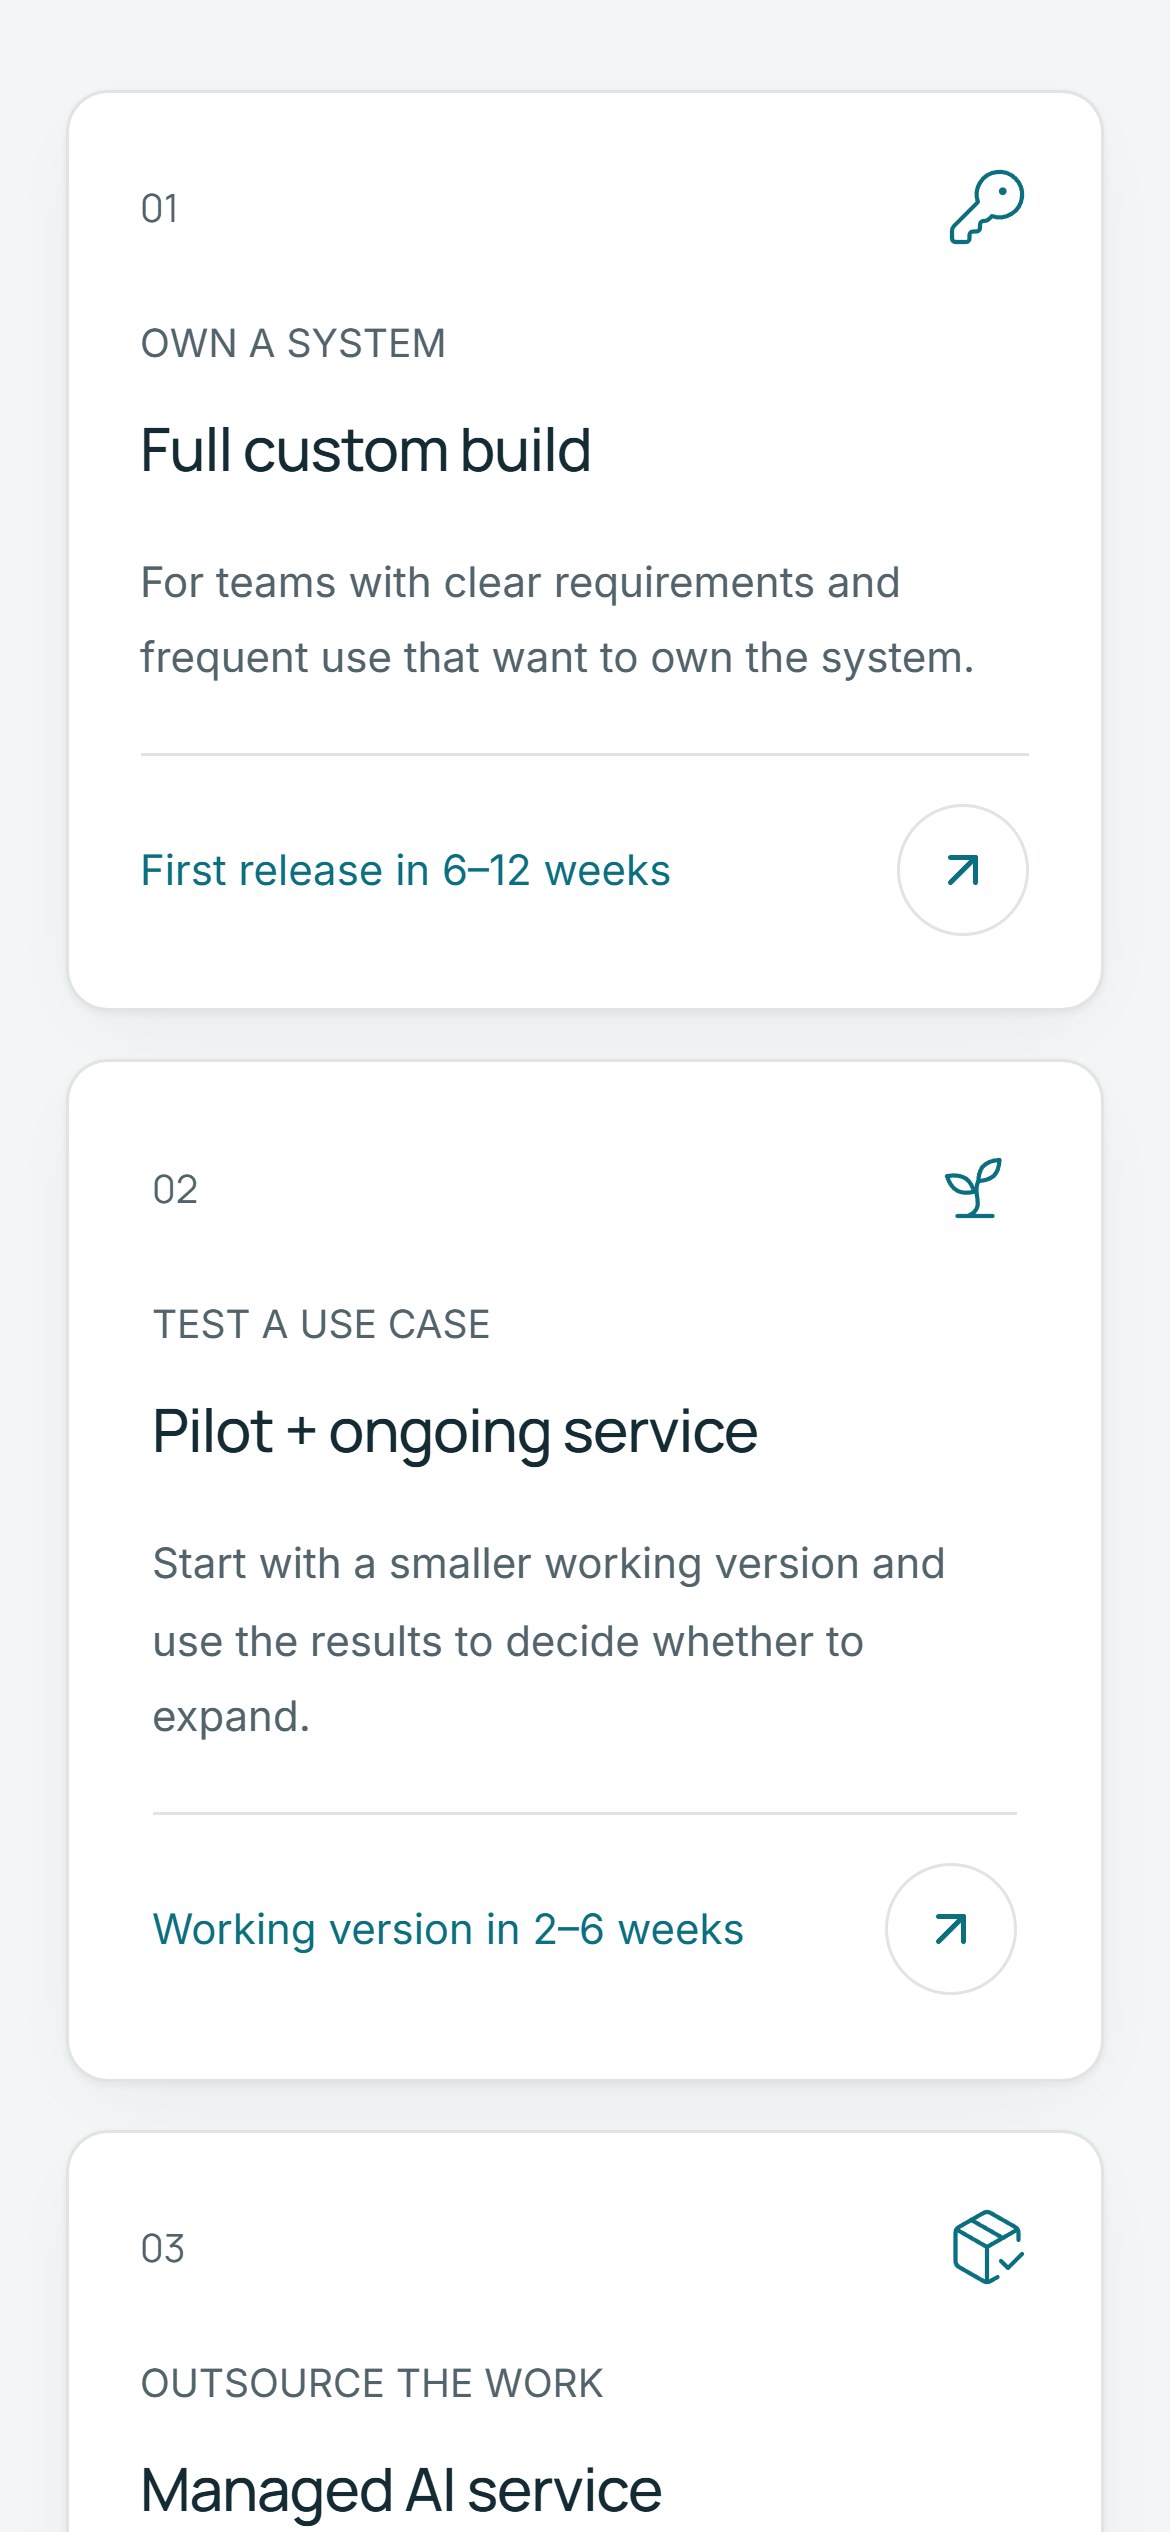 01
OWN A SYSTEM
Full custom build
For teams with clear requirements and
frequent use that want to own the system.
First release in 6–12 weeks
02
TEST A USE CASE
Pilot + ongoing service
Start with a smaller working version and
use the results to decide whether to
expand.
Working version in 2–6 weeks
03
OUTSOURCE THE WORK
Managed AI service